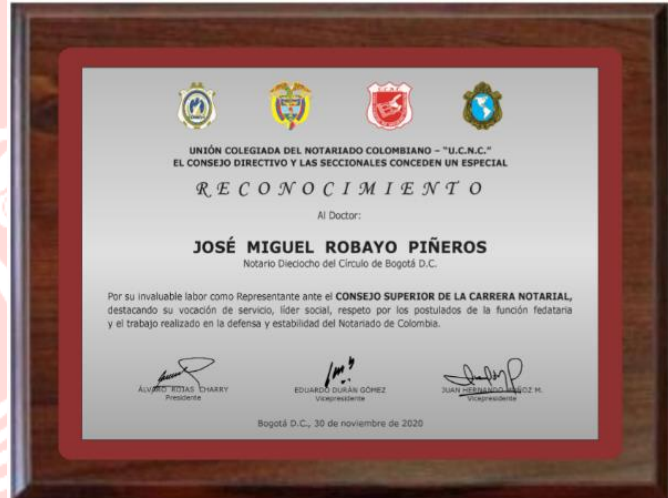 UNIÓN COLEGIADA DEL NOTARIADO COLOMBIANO – "U.C.N.C."
EL CONSEJO DIRECTIVO Y LAS SECCIONALES CONCEDEN UN ESPECIAL
RECONOCIMIENTO
Al Doctor:
JOSÉ MIGUEL ROBAYO PIÑEROS
Notario Dieciocho del Círculo de Bogotá D.C.
Por su invaluable labor como Representante ante el CONSEJO SUPERIOR DE LA CARRERA NOTARIAL,
destacando su vocación de servicio, líder social, respeto por los postulados de la función fedataria
y el trabajo realizado en la defensa y estabilidad del Notariado de Colombia.
ÁLVARO ROJAS CHARRY
Presidente
EDUARDO DURÁN GÓMEZ
Vicepresidente
JUAN HERNANDO MUÑOZ M.
Vicepresidente
Bogotá D.C., 30 de noviembre de 2020